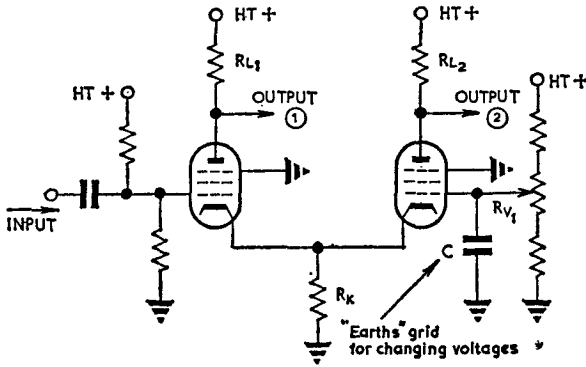 HT+
HT+
RL1
RL2
HT+
HT+
OUTPUT
①
OUTPUT
②
INPUT
RV1
C
RK
"Earths" grid
for changing voltages *